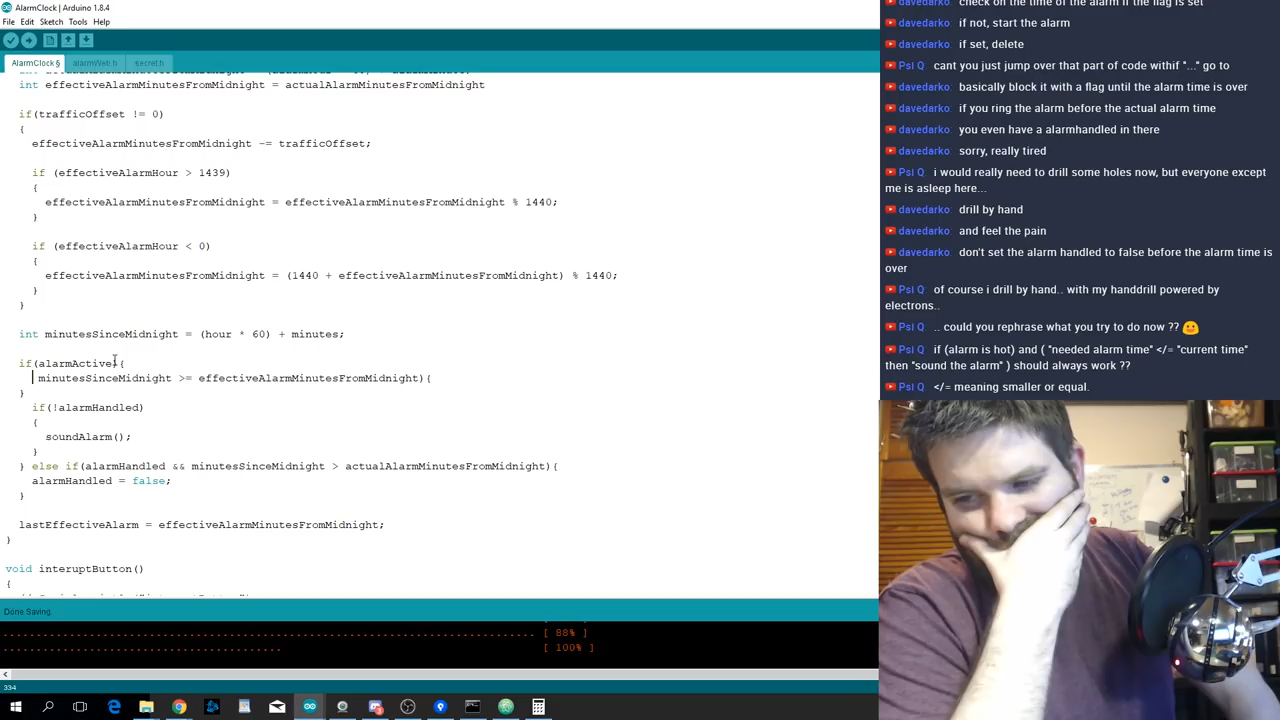 AlarmClock | Arduino 1.8.4
File Edit Sketch Tools Help
AlarmClock § alarmWeb.h secret.h
int effectiveAlarmMinutesFromMidnight = actualAlarmMinutesFromMidnight
if(trafficOffset != 0)
{
effectiveAlarmMinutesFromMidnight -= trafficOffset;
if (effectiveAlarmHour > 1439)
{
effectiveAlarmMinutesFromMidnight = effectiveAlarmMinutesFromMidnight % 1440;
}
if (effectiveAlarmHour < 0)
{
effectiveAlarmMinutesFromMidnight = (1440 + effectiveAlarmMinutesFromMidnight) % 1440;
}
}
int minutesSinceMidnight = (hour * 60) + minutes;
if(alarmActive){
minutesSinceMidnight >= effectiveAlarmMinutesFromMidnight){
}
if(!alarmHandled)
{
soundAlarm();
}
} else if(alarmHandled && minutesSinceMidnight > actualAlarmMinutesFromMidnight){
alarmHandled = false;
}
lastEffectiveAlarm = effectiveAlarmMinutesFromMidnight;
}
void interuptButton()
{
Done Saving.
[ 88% ]
[ 100% ]
334
check on the time of the alarm if the flag is set
davedarko if not, start the alarm
davedarko if set, delete
Psi Q cant you just jump over that part of code withif "..." go to
davedarko basically block it with a flag until the alarm time is over
davedarko if you ring the alarm before the actual alarm time
davedarko you even have a alarmhandled in there
davedarko sorry, really tired
Psi Q i would really need to drill some holes now, but everyone except
me is asleep here...
davedarko drill by hand
davedarko and feel the pain
davedarko don't set the alarm handled to false before the alarm time is
over
Psi Q of course i drill by hand.. with my handdrill powered by
electrons..
Psi Q .. could you rephrase what you try to do now ??
Psi Q if (alarm is hot) and ( "needed alarm time" </= "current time"
then "sound the alarm" ) should always work ??
Psi Q </= meaning smaller or equal.